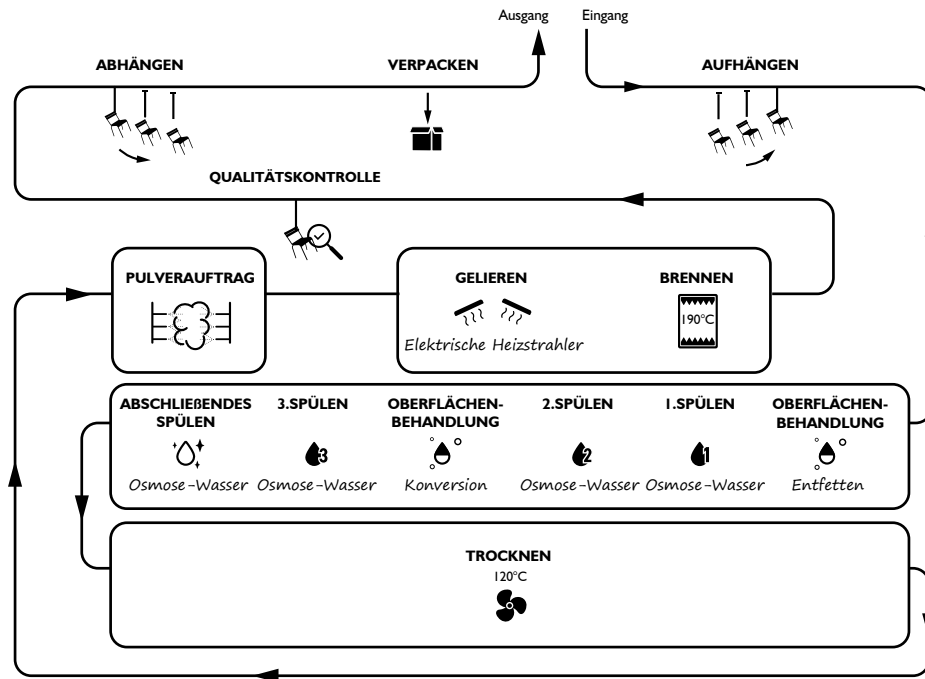 Ausgang
Eingang
ABHÄNGEN
VERPACKEN
AUFHÄNGEN
QUALITÄTSKONTROLLE
PULVERAUFTRAG
GELIEREN
BRENNEN
190°C
Elektrische Heizstrahler
ABSCHLIEßENDES
SPÜLEN
Osmose-Wasser
3.SPÜLEN
3
Osmose-Wasser
OBERFLÄCHEN-
BEHANDLUNG
Konversion
2.SPÜLEN
2
Osmose-Wasser
1.SPÜLEN
1
Osmose-Wasser
OBERFLÄCHEN-
BEHANDLUNG
Entfetten
TROCKNEN
120°C